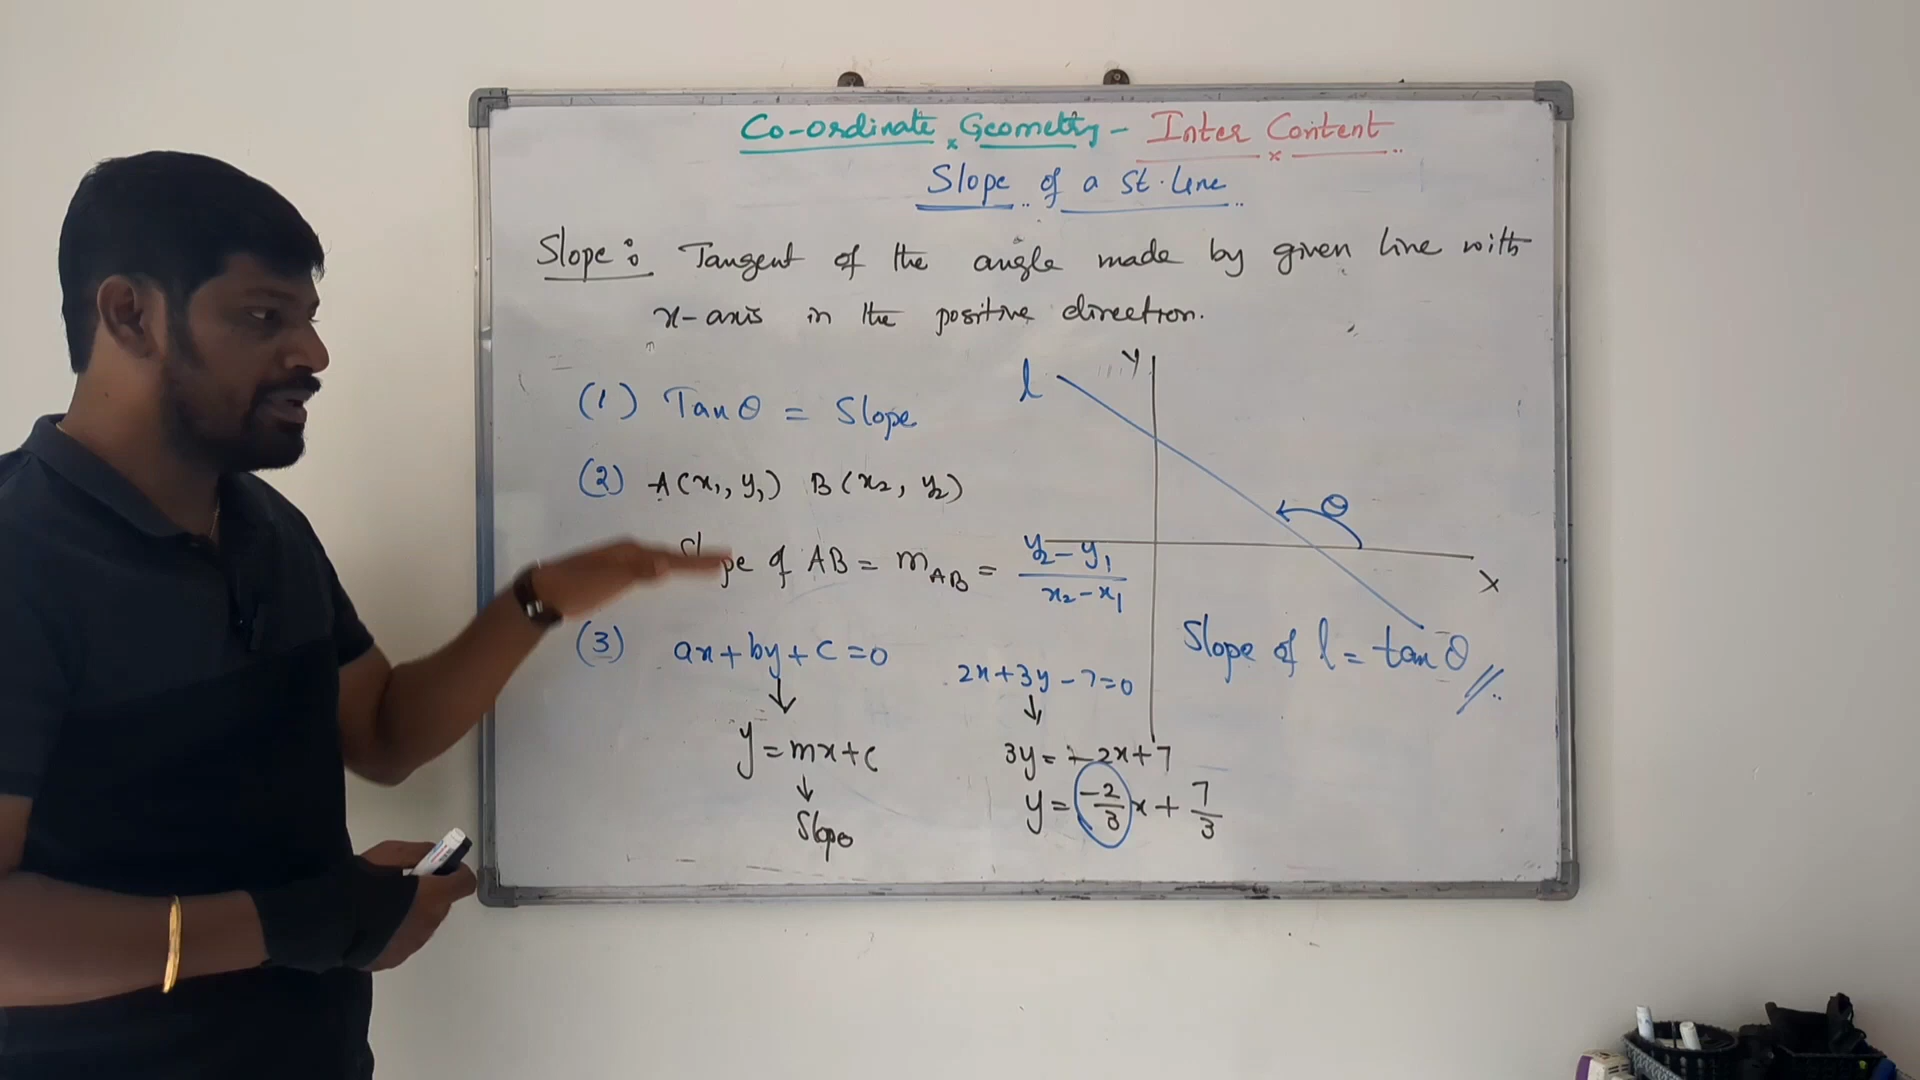 Co-ordinate Geometry - Inter Content
Slope of a St. line
Slope : Tangent of the angle made by given line with
x-axis in the positive direction.
(1) Tan θ = Slope
(2) A(x₁, y₁) B(x₂, y₂)
Slope of AB = m_AB = (y₂ - y₁)/(x₂ - x₁)
(3) ax + by + c = 0
↓
y = mx + c
↓
Slope
2x + 3y - 7 = 0
↓
3y = -2x + 7
y = -2/3 x + 7/3
l
y
θ
X
Slope of l = tan θ //..